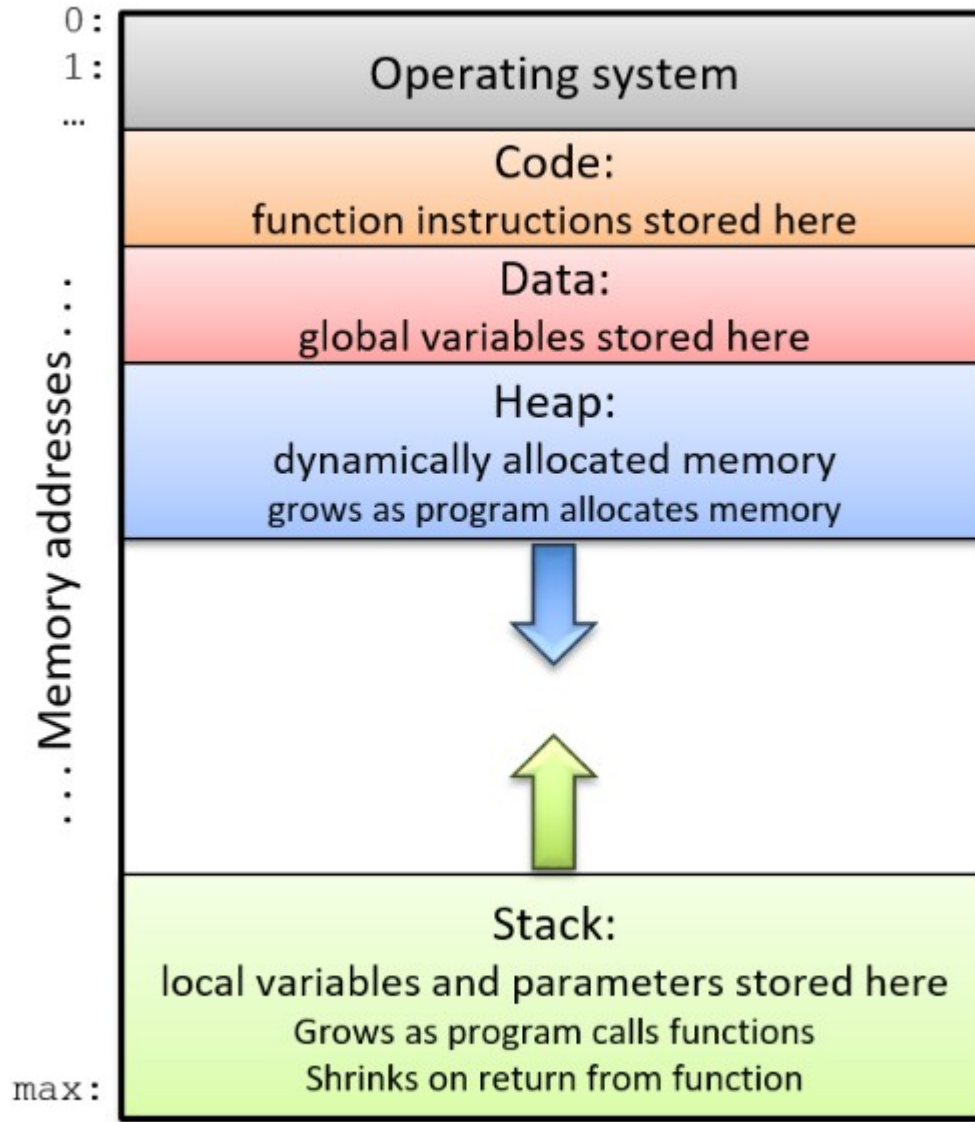 0:
1:
…
Operating system
Code:
function instructions stored here
Data:
global variables stored here
Heap:
dynamically allocated memory
grows as program allocates memory
. . . . Memory addresses . . . .
Stack:
local variables and parameters stored here
Grows as program calls functions
Shrinks on return from function
max: